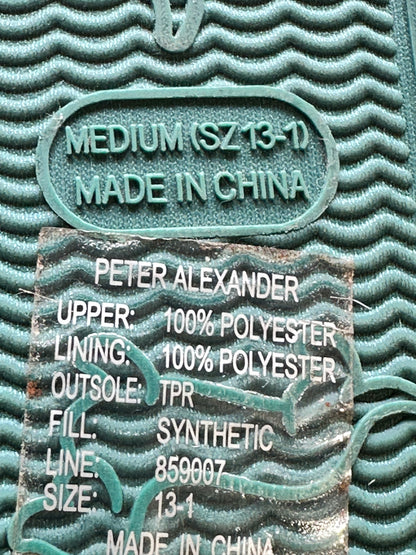 MEDIUM (SZ 13-1)
MADE IN CHINA
PETER ALEXANDER
UPPER: 100% POLYESTER
LINING: 100% POLYESTER
OUTSOLE: TPR
FILL: SYNTHETIC
LINE: 859007
SIZE: 13-1
MADE IN CHINA